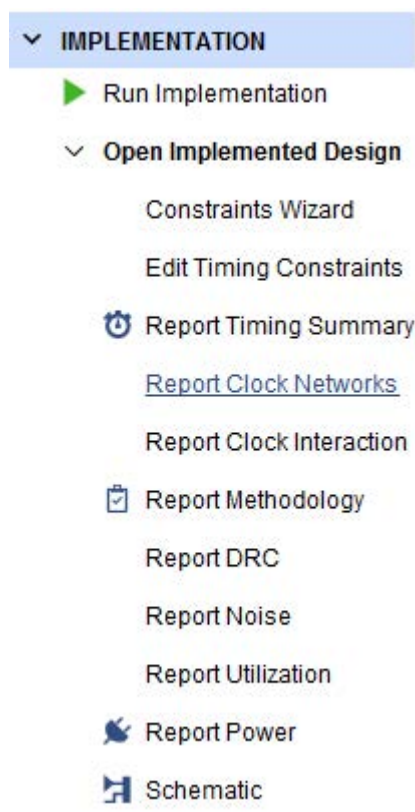 IMPLEMENTATION
Run Implementation
Open Implemented Design
Constraints Wizard
Edit Timing Constraints
Report Timing Summary
Report Clock Networks
Report Clock Interaction
Report Methodology
Report DRC
Report Noise
Report Utilization
Report Power
Schematic